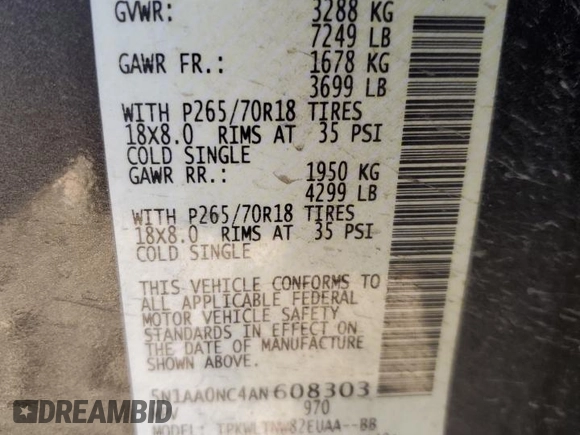 GVWR: 3288 KG
7249 LB
GAWR FR.: 1678 KG
3699 LB
WITH P265/70R18 TIRES
18X8.0 RIMS AT 35 PSI
COLD SINGLE
GAWR RR.: 1950 KG
4299 LB
WITH P265/70R18 TIRES
18X8.0 RIMS AT 35 PSI
COLD SINGLE
THIS VEHICLE CONFORMS TO
ALL APPLICABLE FEDERAL
MOTOR VEHICLE SAFETY
STANDARDS IN EFFECT ON
THE DATE OF MANUFACTURE
SHOWN ABOVE.
5N1AA0NC4AN608303
970
MODEL: